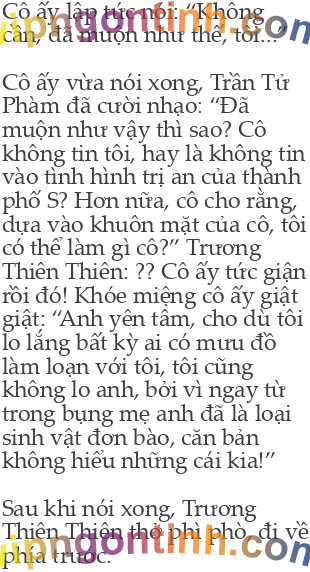 Cô ấy lập tức nói: “Không
cần, đã muộn như thế, tôi...”
vipngontinh.com
Cô ấy vừa nói xong, Trần Tử
Phàm đã cười nhạo: “Đã
muộn như vậy thì sao? Cô
không tin tôi, hay là không tin
vào tình hình trị an của thành
phố S? Hơn nữa, cô cho rằng,
dựa vào khuôn mặt của cô, tôi
có thể làm gì cô?” Trương
Thiên Thiên: ?? Cô ấy tức giận
rồi đó! Khóe miệng cô ấy giật
giật: “Anh yên tâm, cho dù tôi
lo lắng bất kỳ ai có mưu đồ
làm loạn với tôi, tôi cũng
không lo anh, bởi vì ngay từ
trong bụng mẹ anh đã là loại
sinh vật đơn bào, căn bản
không hiểu những cái kia!”
Sau khi nói xong, Trương
Thiên Thiên thở phì phò, đi về
phía trước.
vipngontinh.com